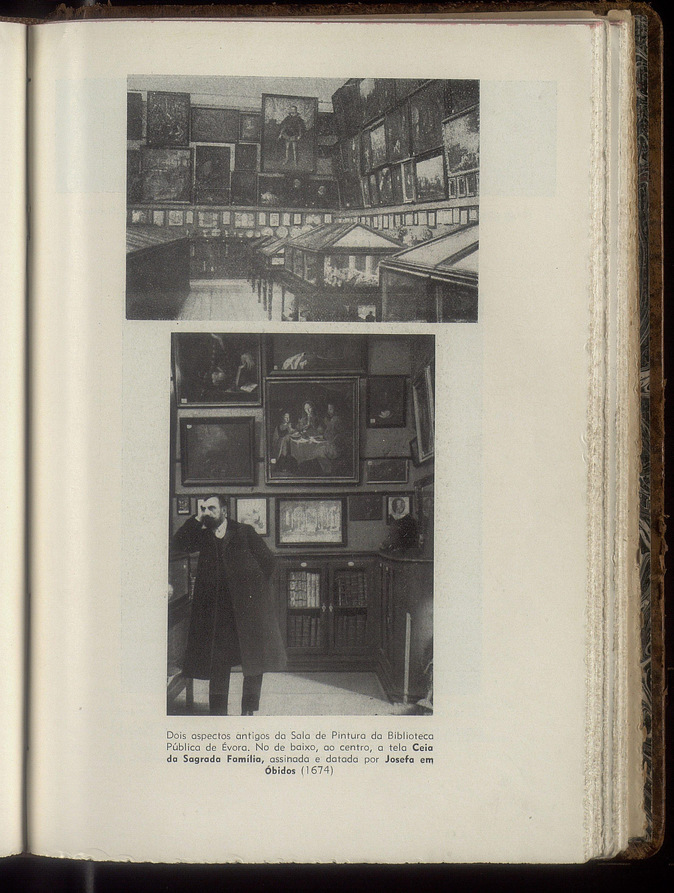 Dois aspectos antigos da Sala de Pintura da Biblioteca
Pública de Évora. No de baixo, ao centro, a tela Ceia
da Sagrada Família, assinada e datada por Josefa em
Óbidos (1674)